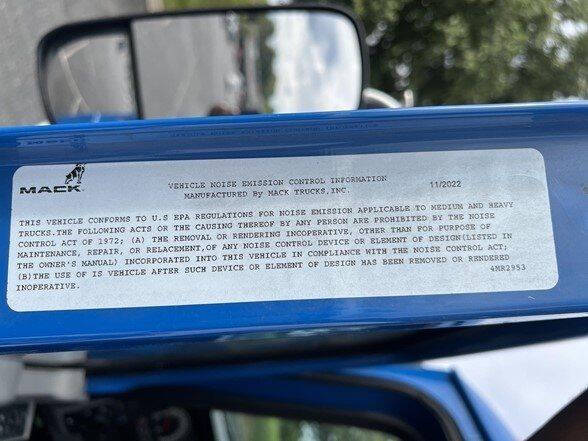 MACK
VEHICLE NOISE EMISSION CONTROL INFORMATION
MANUFACTURED By MACK TRUCKS,INC.
11/2022
THIS VEHICLE CONFORMS TO U.S EPA REGULATIONS FOR NOISE EMISSION APPLICABLE TO MEDIUM AND HEAVY
TRUCKS.THE FOLLOWING ACTS OR THE CAUSING THEREOF BY ANY PERSON ARE PROHIBITED BY THE NOISE
CONTROL ACT OF 1972; (A) THE REMOVAL OR RENDERING INOPERATIVE, OTHER THAN FOR PURPOSE OF
MAINTENANCE, REPAIR, OR RELACEMENT,OF ANY NOISE CONTROL DEVICE OR ELEMENT OF DESIGN(LISTED IN
THE OWNER'S MANUAL) INCORPORATED INTO THIS VEHICLE IN COMPLIANCE WITH THE NOISE CONTROL ACT;
(B)THE USE OF IS VEHICLE AFTER SUCH DEVICE OR ELEMENT OF DESIGN HAS BEEN REMOVED OR RENDERED
INOPERATIVE.
4MR2953